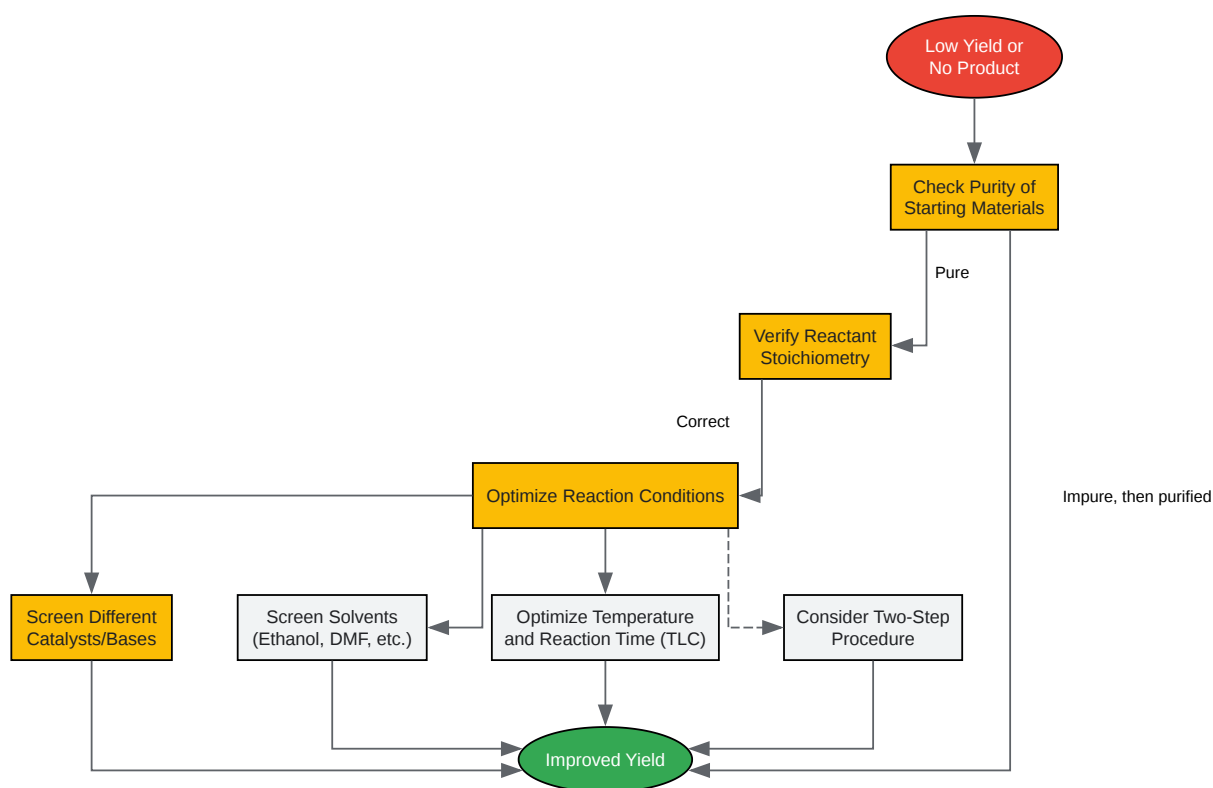 Low Yield or
No Product
Check Purity of
Starting Materials
Pure
Verify Reactant
Stoichiometry
Correct
Optimize Reaction Conditions
Impure, then purified
Screen Different
Catalysts/Bases
Screen Solvents
(Ethanol, DMF, etc.)
Optimize Temperature
and Reaction Time (TLC)
Consider Two-Step
Procedure
Improved Yield